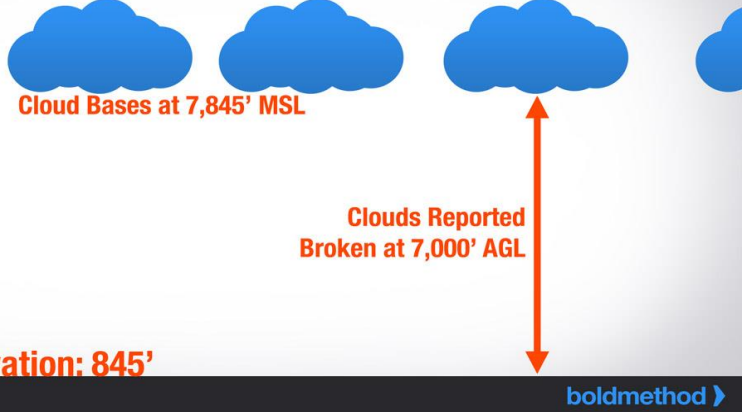 Cloud Bases at 7,845' MSL
Clouds Reported
Broken at 7,000' AGL
ation: 845'
boldmethod